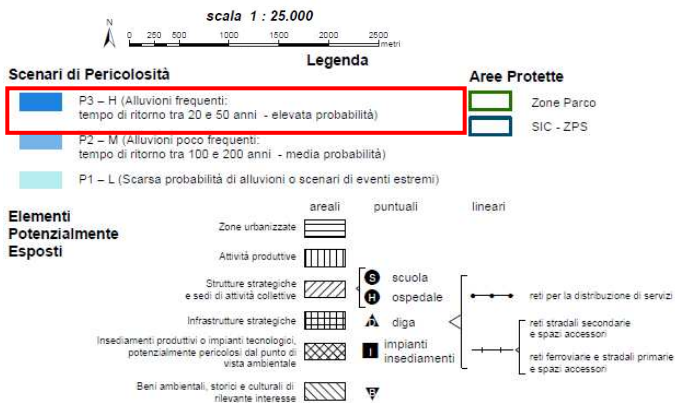 scala 1 : 25.000
N
0 250 500 1000 1500 2000 2500
metri
Legenda
Scenari di Pericolosità
P3 – H (Alluvioni frequenti:
tempo di ritorno tra 20 e 50 anni - elevata probabilità)
P2 – M (Alluvioni poco frequenti:
tempo di ritorno tra 100 e 200 anni - media probabilità)
P1 – L (Scarsa probabilità di alluvioni o scenari di eventi estremi)
Aree Protette
Zone Parco
SIC - ZPS
Elementi
Potenzialmente
Esposti
areali puntuali lineari
Zone urbanizzate
Attività produttive
Strutture strategiche
e sedi di attività collettive
Infrastrutture strategiche
Insediamenti produttivi o impianti tecnologici,
potenzialmente pericolosi dal punto di
vista ambientale
Beni ambientali, storici e culturali di
rilevante interesse
S scuola
H ospedale
D diga
I impianti
insediamenti
B
reti per la distribuzione di servizi
reti stradali secondarie
e spazi accessori
reti ferroviarie e stradali primarie
e spazi accessori